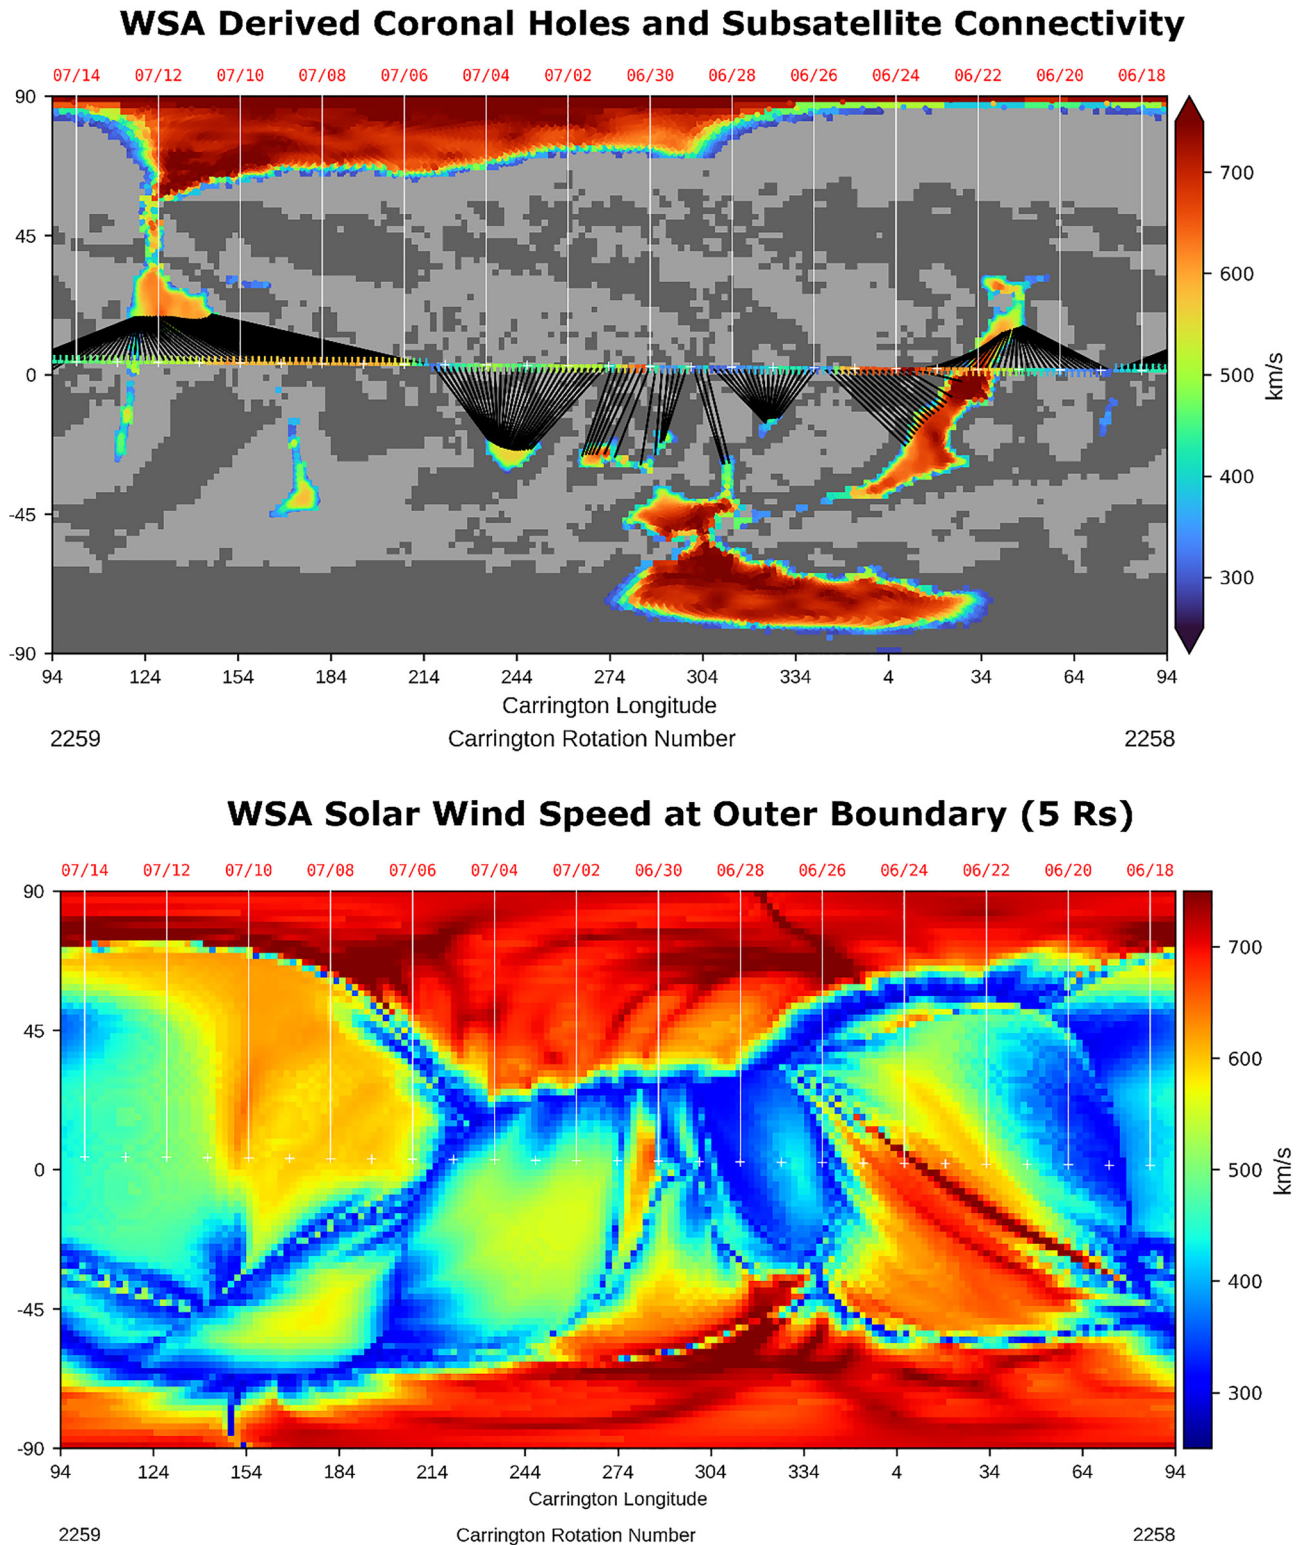 WSA Derived Coronal Holes and Subsatellite Connectivity
07/14 07/12 07/10 07/08 07/06 07/04 07/02 06/30 06/28 06/26 06/24 06/22 06/20 06/18
90
45
0
-45
-90
700
600
500
400
300
km/s
94 124 154 184 214 244 274 304 334 4 34 64 94
Carrington Longitude
2259 Carrington Rotation Number 2258
WSA Solar Wind Speed at Outer Boundary (5 Rs)
07/14 07/12 07/10 07/08 07/06 07/04 07/02 06/30 06/28 06/26 06/24 06/22 06/20 06/18
90
45
0
-45
-90
700
600
500
400
300
km/s
94 124 154 184 214 244 274 304 334 4 34 64 94
Carrington Longitude
2259 Carrington Rotation Number 2258